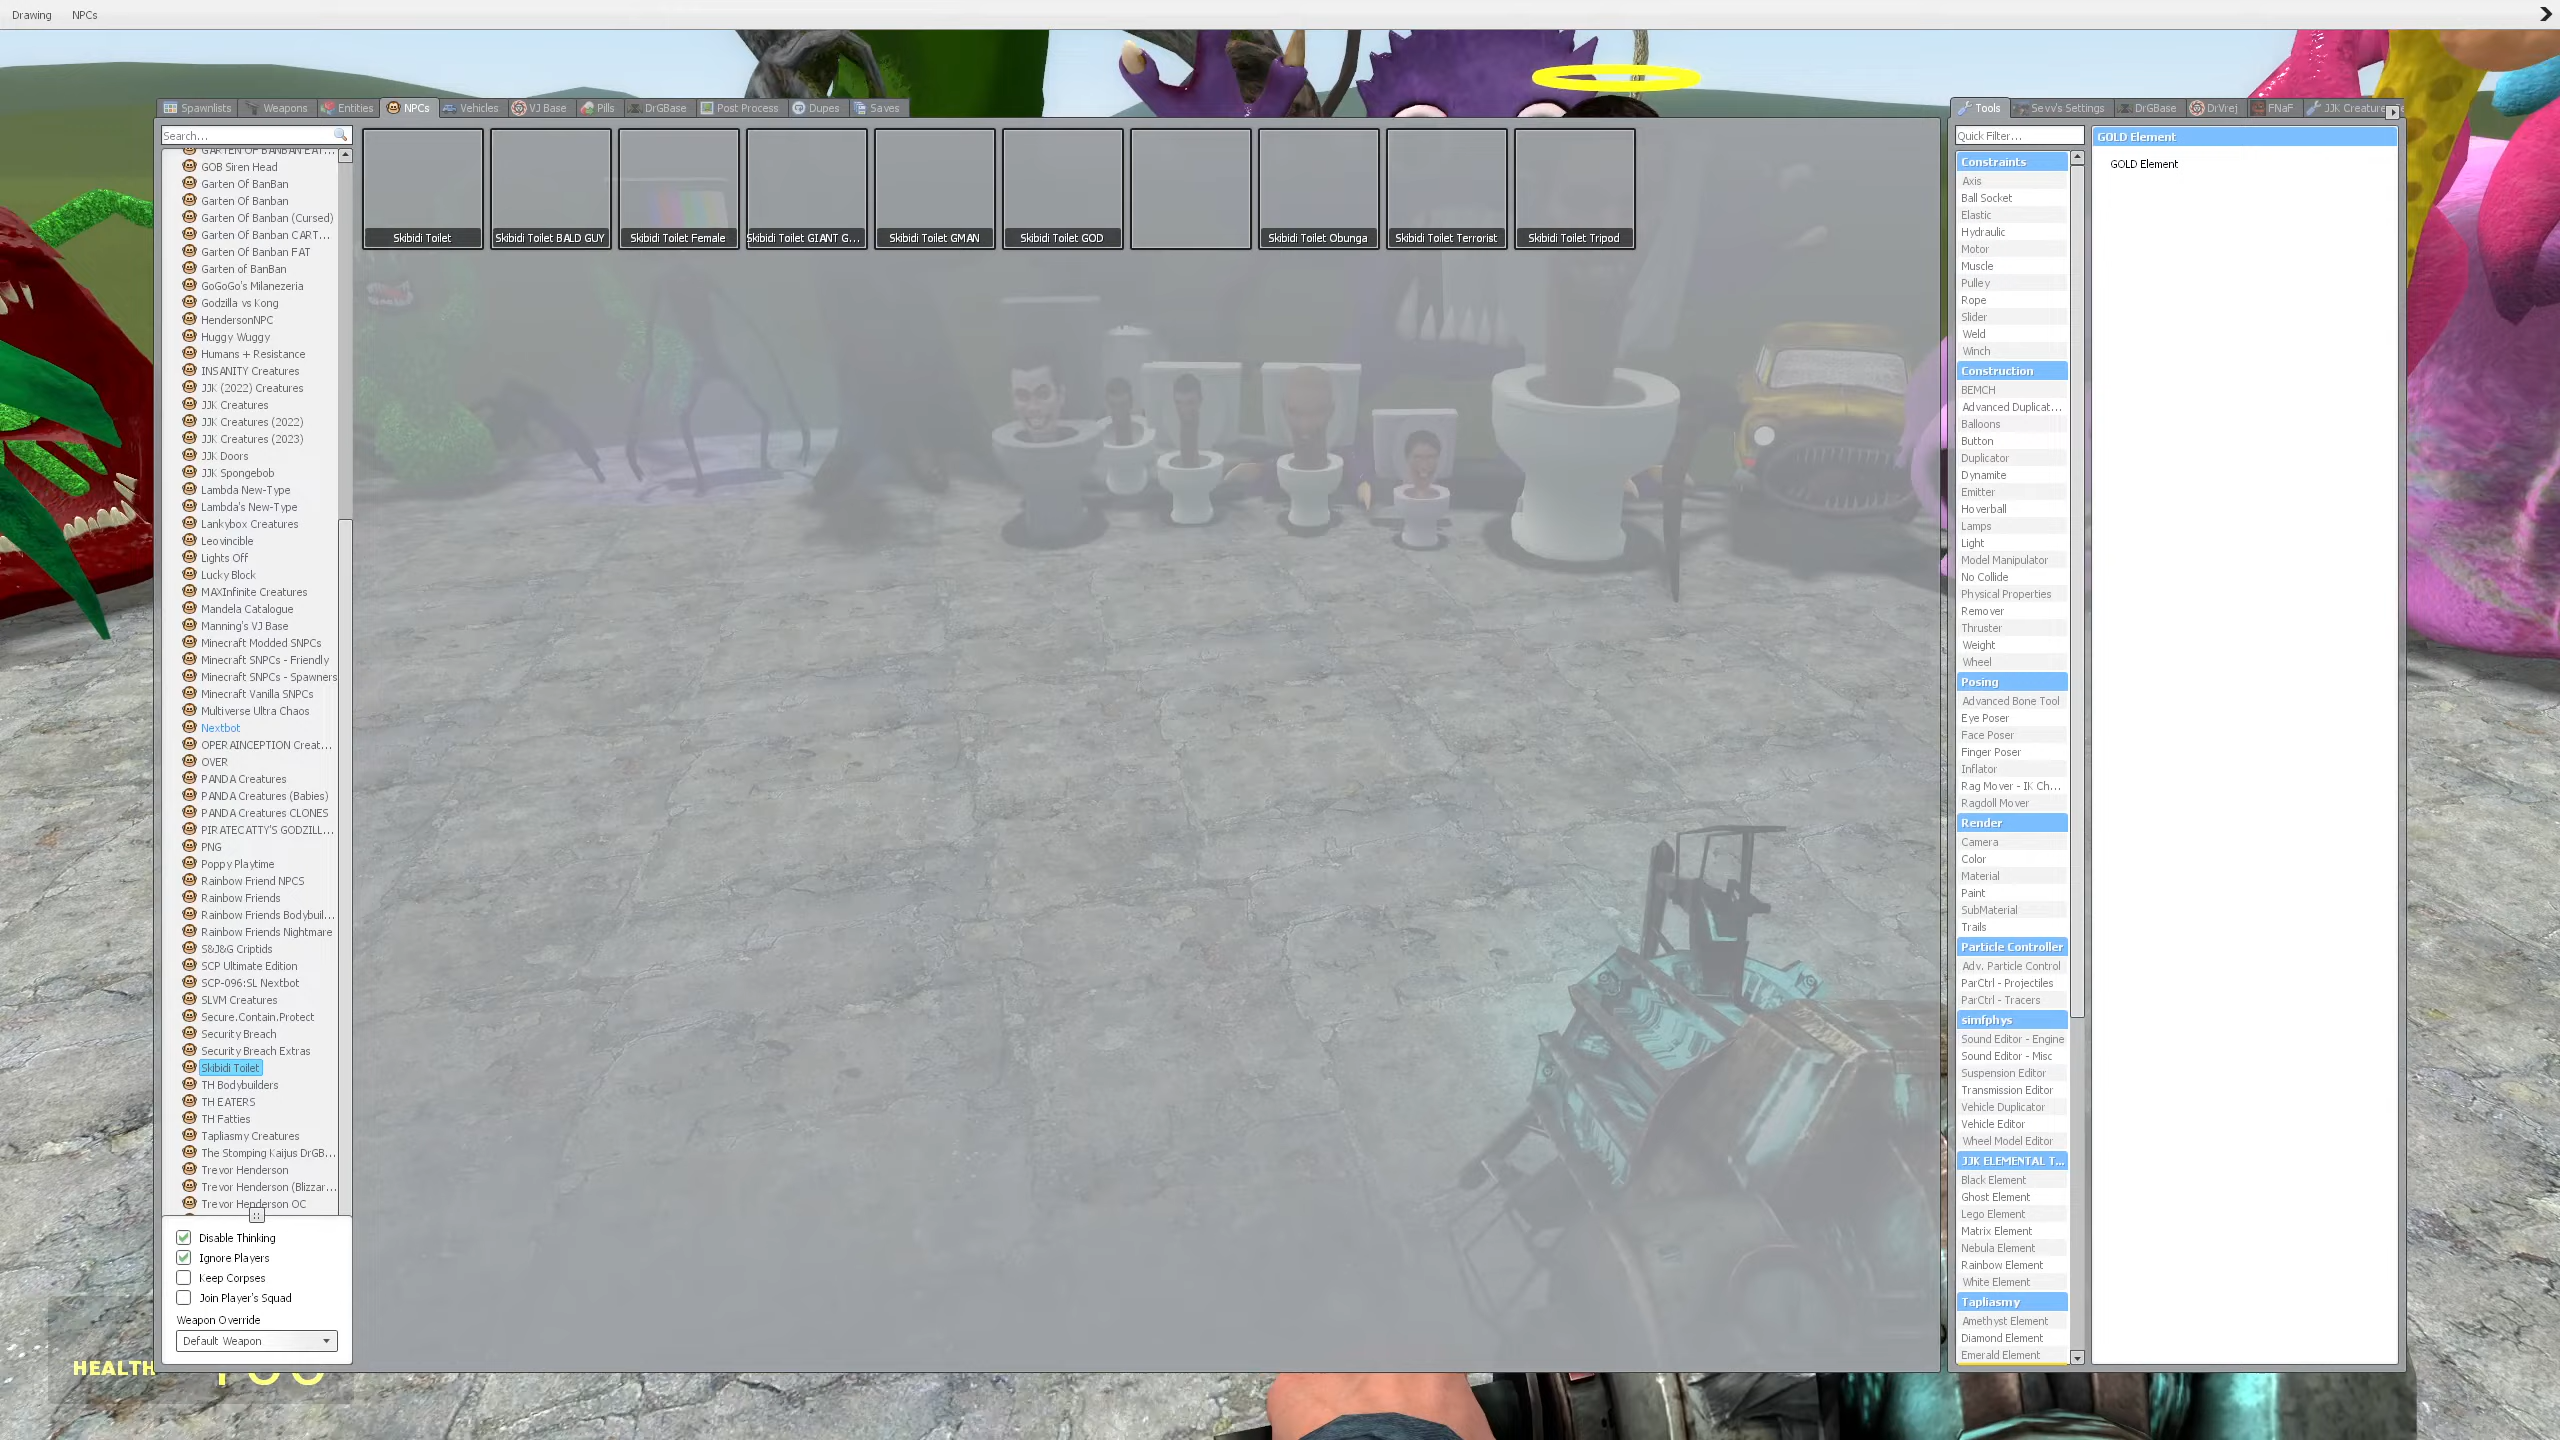 Drawing NPCs
Spawnlists Weapons Entities NPCs Vehicles VJ Base Pills DrGBase Post Process Dupes Saves
Search...
GOB Siren Head
Garten Of BanBan
Garten Of Banban
Garten Of Banban (Cursed)
Garten Of Banban CART...
Garten Of Banban FAT
Garten of BanBan
GoGoGo's Milanezeria
Godzilla vs Kong
HendersonNPC
Huggy Wuggy
Humans + Resistance
INSANITY Creatures
JJK (2022) Creatures
JJK Creatures
JJK Creatures (2022)
JJK Creatures (2023)
JJK Doors
JJK Spongebob
Lambda New-Type
Lambda's New-Type
Lankybox Creatures
Leovincible
Lights Off
Lucky Block
MAXInfinite Creatures
Mandela Catalogue
Manning's VJ Base
Minecraft Modded SNPCs
Minecraft SNPCs - Friendly
Minecraft SNPCs - Spawners
Minecraft Vanilla SNPCs
Multiverse Ultra Chaos
Nextbot
OPERAINCEPTION Creat...
OVER
PANDA Creatures
PANDA Creatures (Babies)
PANDA Creatures CLONES
PIRATECATTY'S GODZILL...
PNG
Poppy Playtime
Rainbow Friend NPCS
Rainbow Friends
Rainbow Friends Bodybuil...
Rainbow Friends Nightmare
S&J&G Criptids
SCP Ultimate Edition
SCP-096:SL Nextbot
SLVM Creatures
Secure.Contain.Protect
Security Breach
Security Breach Extras
Skibidi Toilet
TH Bodybuilders
TH EATERS
TH Fatties
Tapliasmy Creatures
The Stomping Kaijus DrGB...
Trevor Henderson
Trevor Henderson (Blizzar...
Trevor Henderson OC
Disable Thinking
Ignore Players
Keep Corpses
Join Player's Squad
Weapon Override
Default Weapon
HEALTH
Skibidi Toilet
Skibidi Toilet BALD GUY
Skibidi Toilet Female
Skibidi Toilet GIANT G...
Skibidi Toilet GMAN
Skibidi Toilet GOD
Skibidi Toilet Obunga
Skibidi Toilet Terrorist
Skibidi Toilet Tripod
Tools Sevv's Settings DrGBase DrVrej FNaF JJK Creature
Quick Filter...
Constraints
Axis
Ball Socket
Elastic
Hydraulic
Motor
Muscle
Pulley
Rope
Slider
Weld
Winch
Construction
BEMCH
Advanced Duplicat...
Balloons
Button
Duplicator
Dynamite
Emitter
Hoverball
Lamps
Light
Model Manipulator
No Collide
Physical Properties
Remover
Thruster
Weight
Wheel
Posing
Advanced Bone Tool
Eye Poser
Face Poser
Finger Poser
Inflator
Rag Mover - IK Ch...
Ragdoll Mover
Render
Camera
Color
Material
Paint
SubMaterial
Trails
Particle Controller
Adv. Particle Control
ParCtrl - Projectiles
ParCtrl - Tracers
simfphys
Sound Editor - Engine
Sound Editor - Misc
Suspension Editor
Transmission Editor
Vehicle Duplicator
Vehicle Editor
Wheel Model Editor
JJK ELEMENTAL T...
Black Element
Ghost Element
Lego Element
Matrix Element
Nebula Element
Rainbow Element
White Element
Tapliasmy
Amethyst Element
Diamond Element
Emerald Element
GOLD Element
GOLD Element